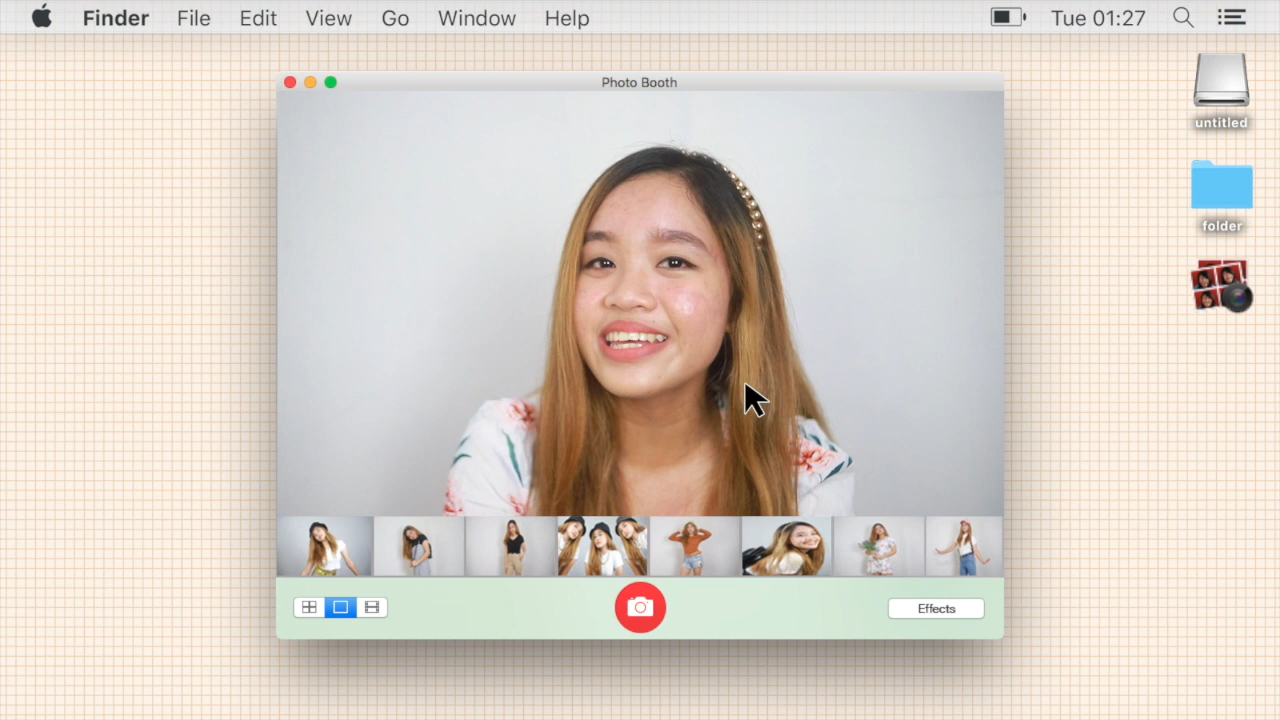 Finder File Edit View Go Window Help Tue 01:27
Photo Booth
untitled
folder
Effects